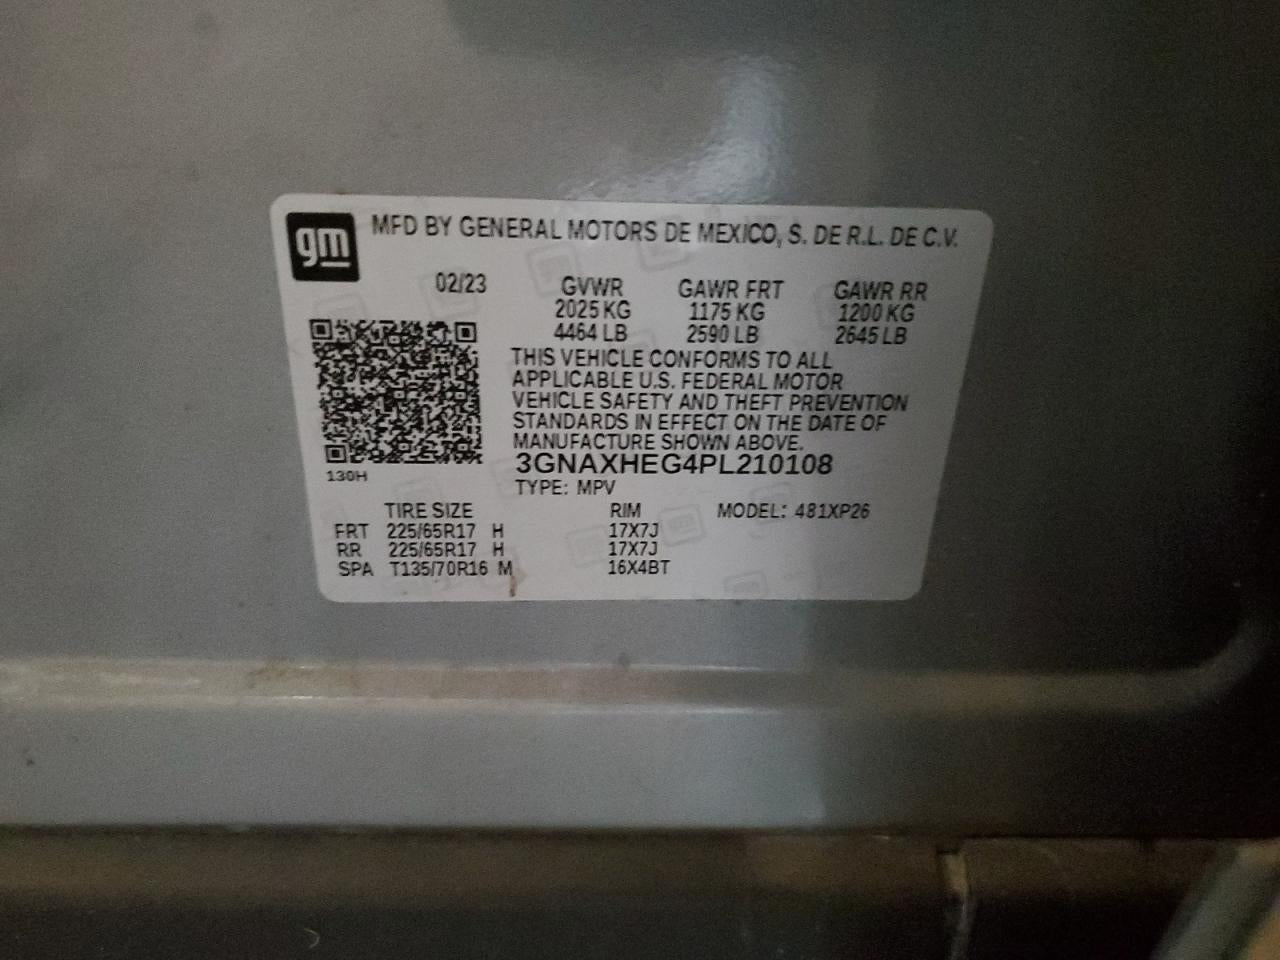 gm MFD BY GENERAL MOTORS DE MEXICO, S. DE R.L. DE C.V.
02/23 GVWR GAWR FRT GAWR RR
2025 KG 1175 KG 1200 KG
4464 LB 2590 LB 2645 LB
THIS VEHICLE CONFORMS TO ALL
APPLICABLE U.S. FEDERAL MOTOR
VEHICLE SAFETY AND THEFT PREVENTION
STANDARDS IN EFFECT ON THE DATE OF
MANUFACTURE SHOWN ABOVE.
3GNAXHEG4PL210108
130H
TYPE: MPV
TIRE SIZE RIM MODEL: 481XP26
FRT 225/65R17 H 17X7J
RR 225/65R17 H 17X7J
SPA T135/70R16 M 16X4BT